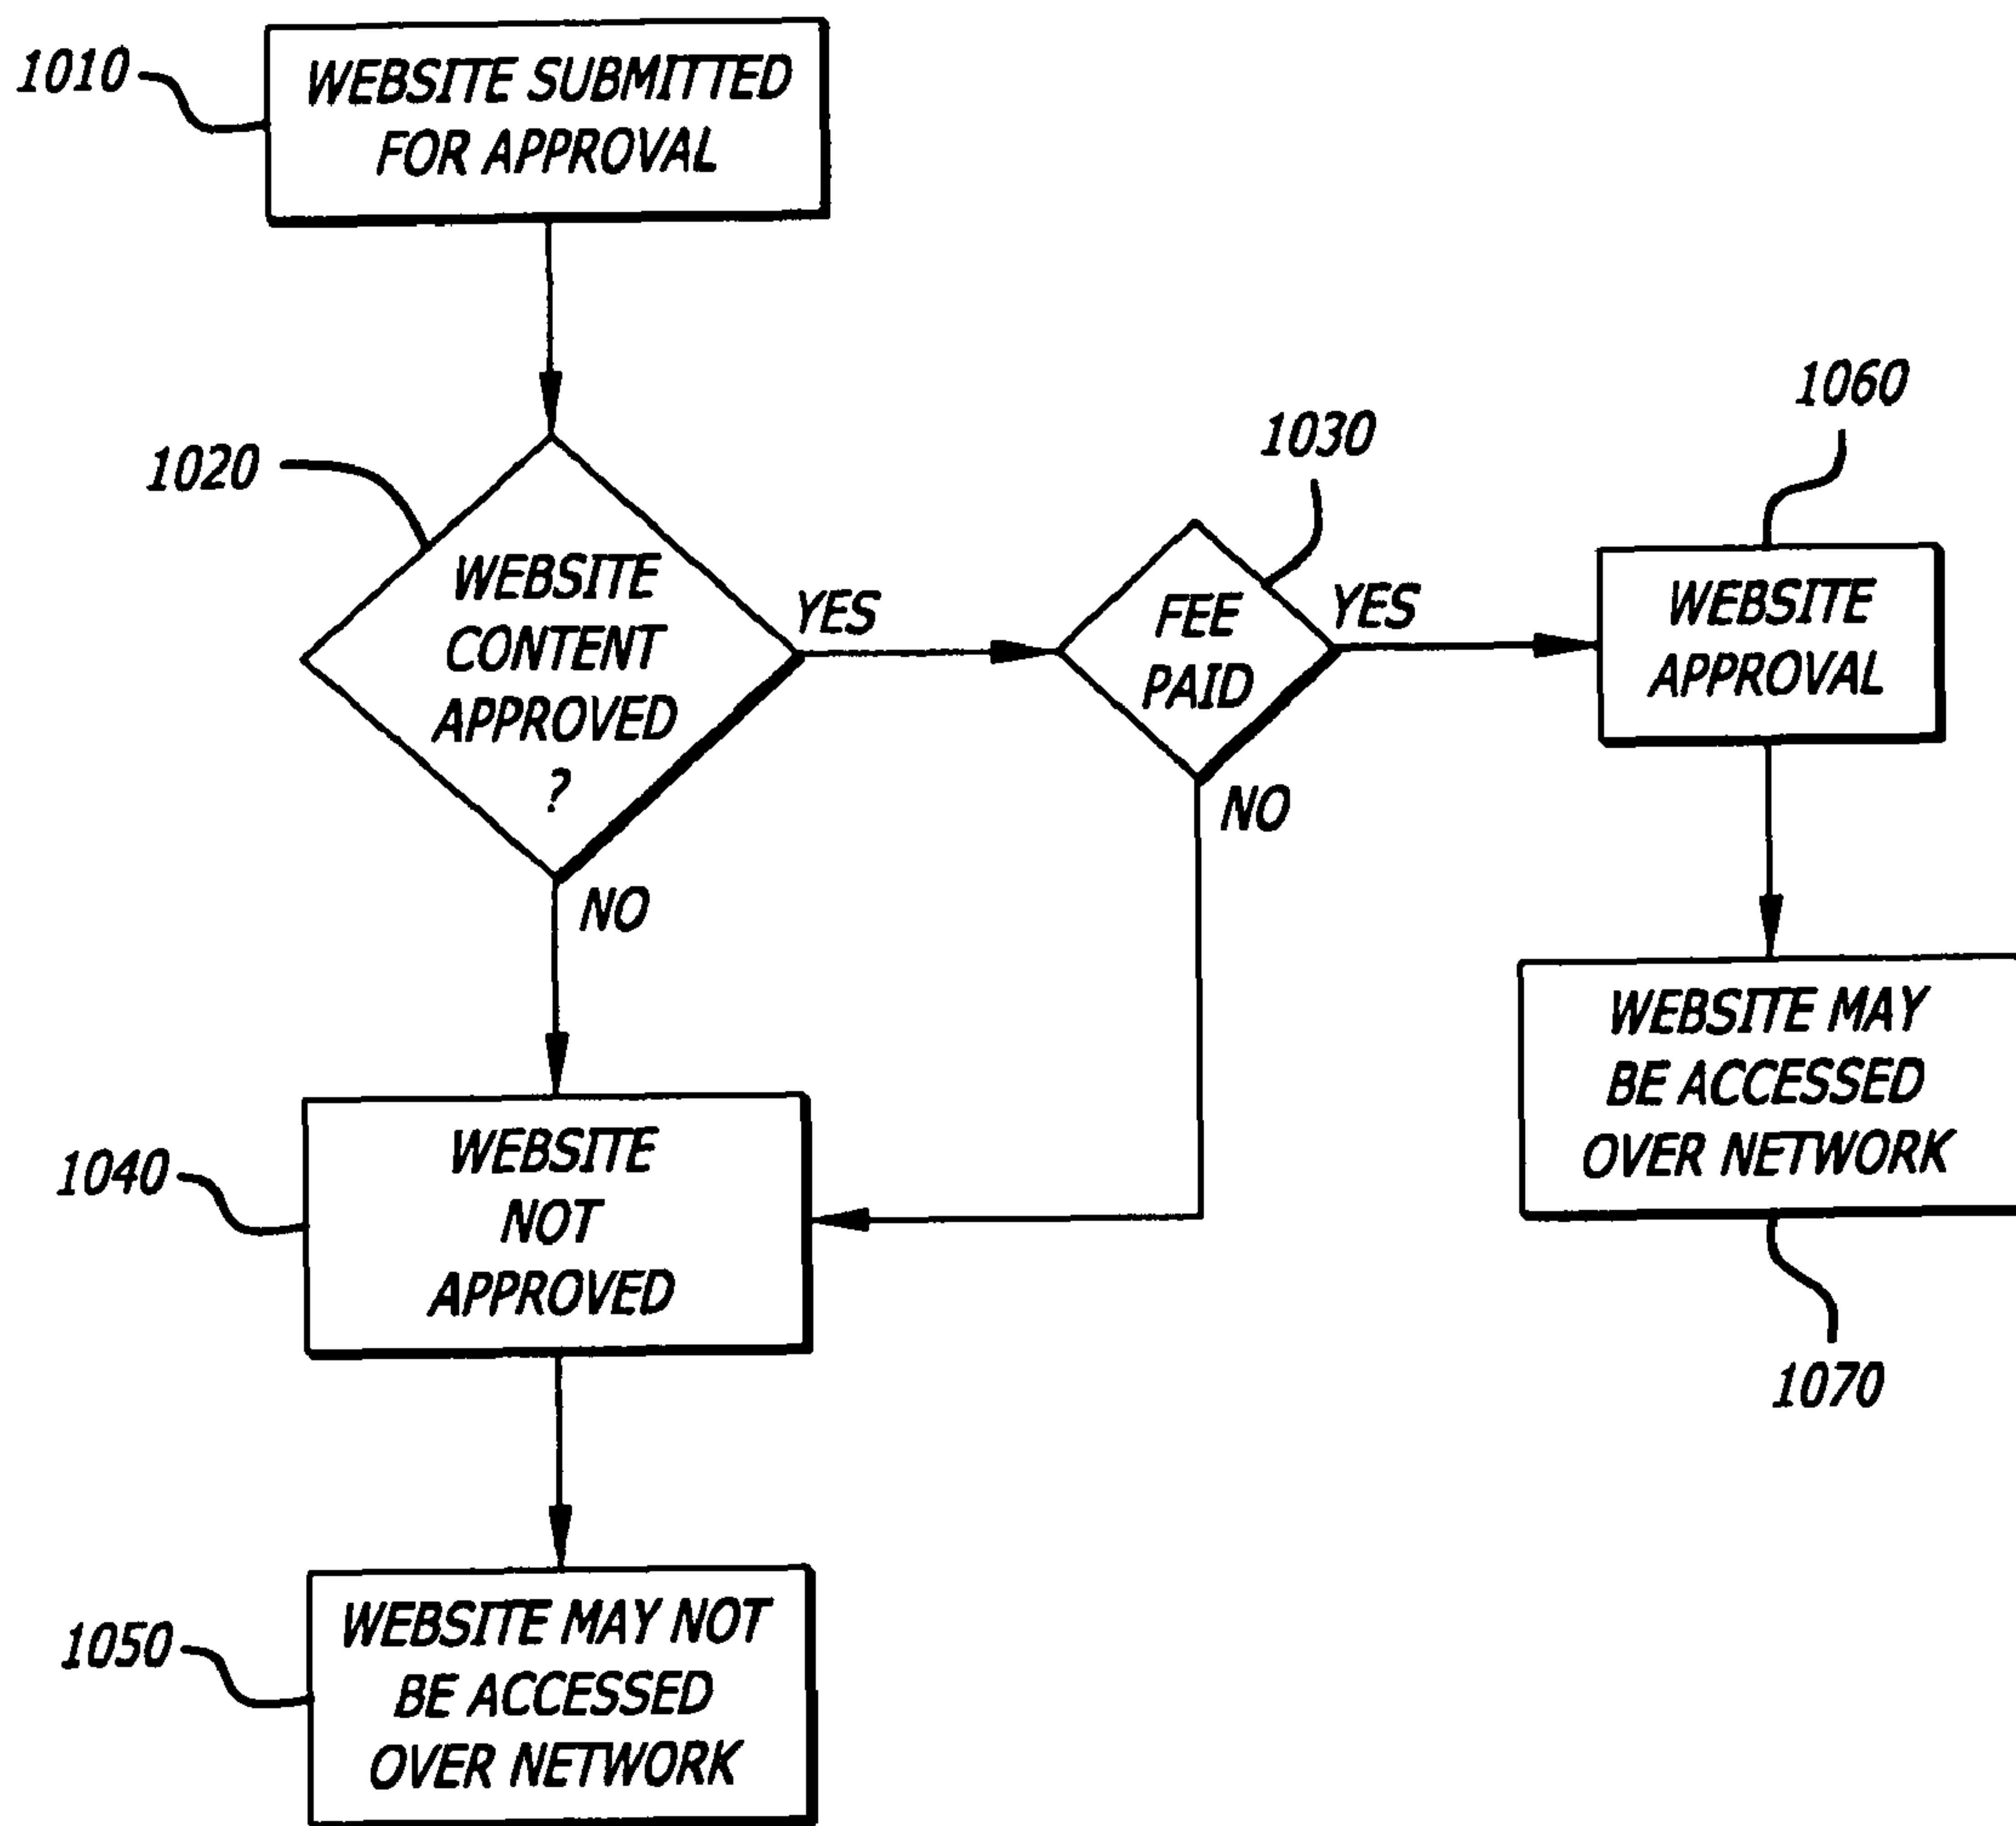 1010
WEBSITE SUBMITTED
FOR APPROVAL
1020
WEBSITE
CONTENT
APPROVED
?
YES
NO
1030
FEE
PAID
YES
NO
1060
WEBSITE
APPROVAL
WEBSITE MAY
BE ACCESSED
OVER NETWORK
1070
1040
WEBSITE
NOT
APPROVED
1050
WEBSITE MAY NOT
BE ACCESSED
OVER NETWORK